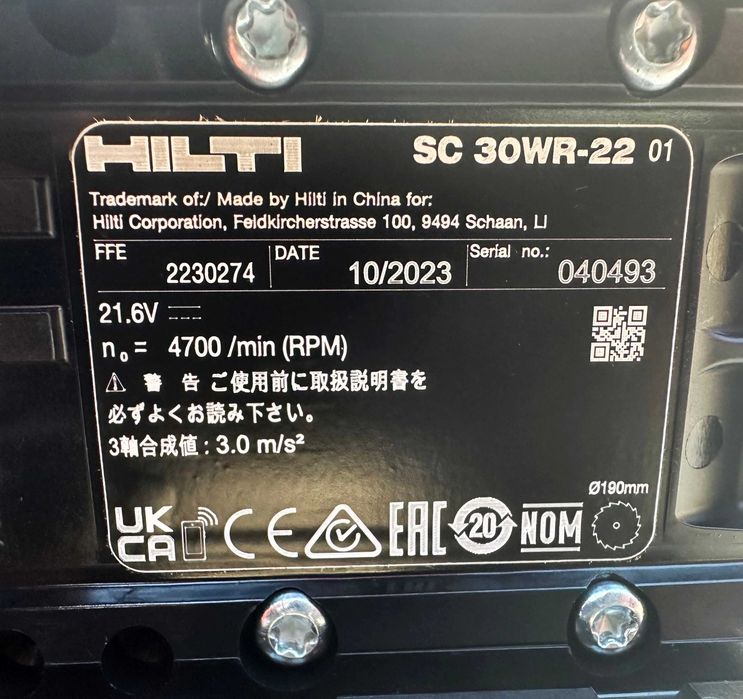 HILTI SC 30WR-22 01
Trademark of:/ Made by Hilti in China for:
Hilti Corporation, Feldkircherstrasse 100, 9494 Schaan, LI
FFE 2230274 DATE 10/2023 Serial no.: 040493
21.6V
n₀ = 4700 /min (RPM)
警 告 ご使用前に取扱説明書を
必ずよくお読み下さい。
3軸合成値 : 3.0 m/s²
Ø190mm
UK CA CE EAC 20 NOM